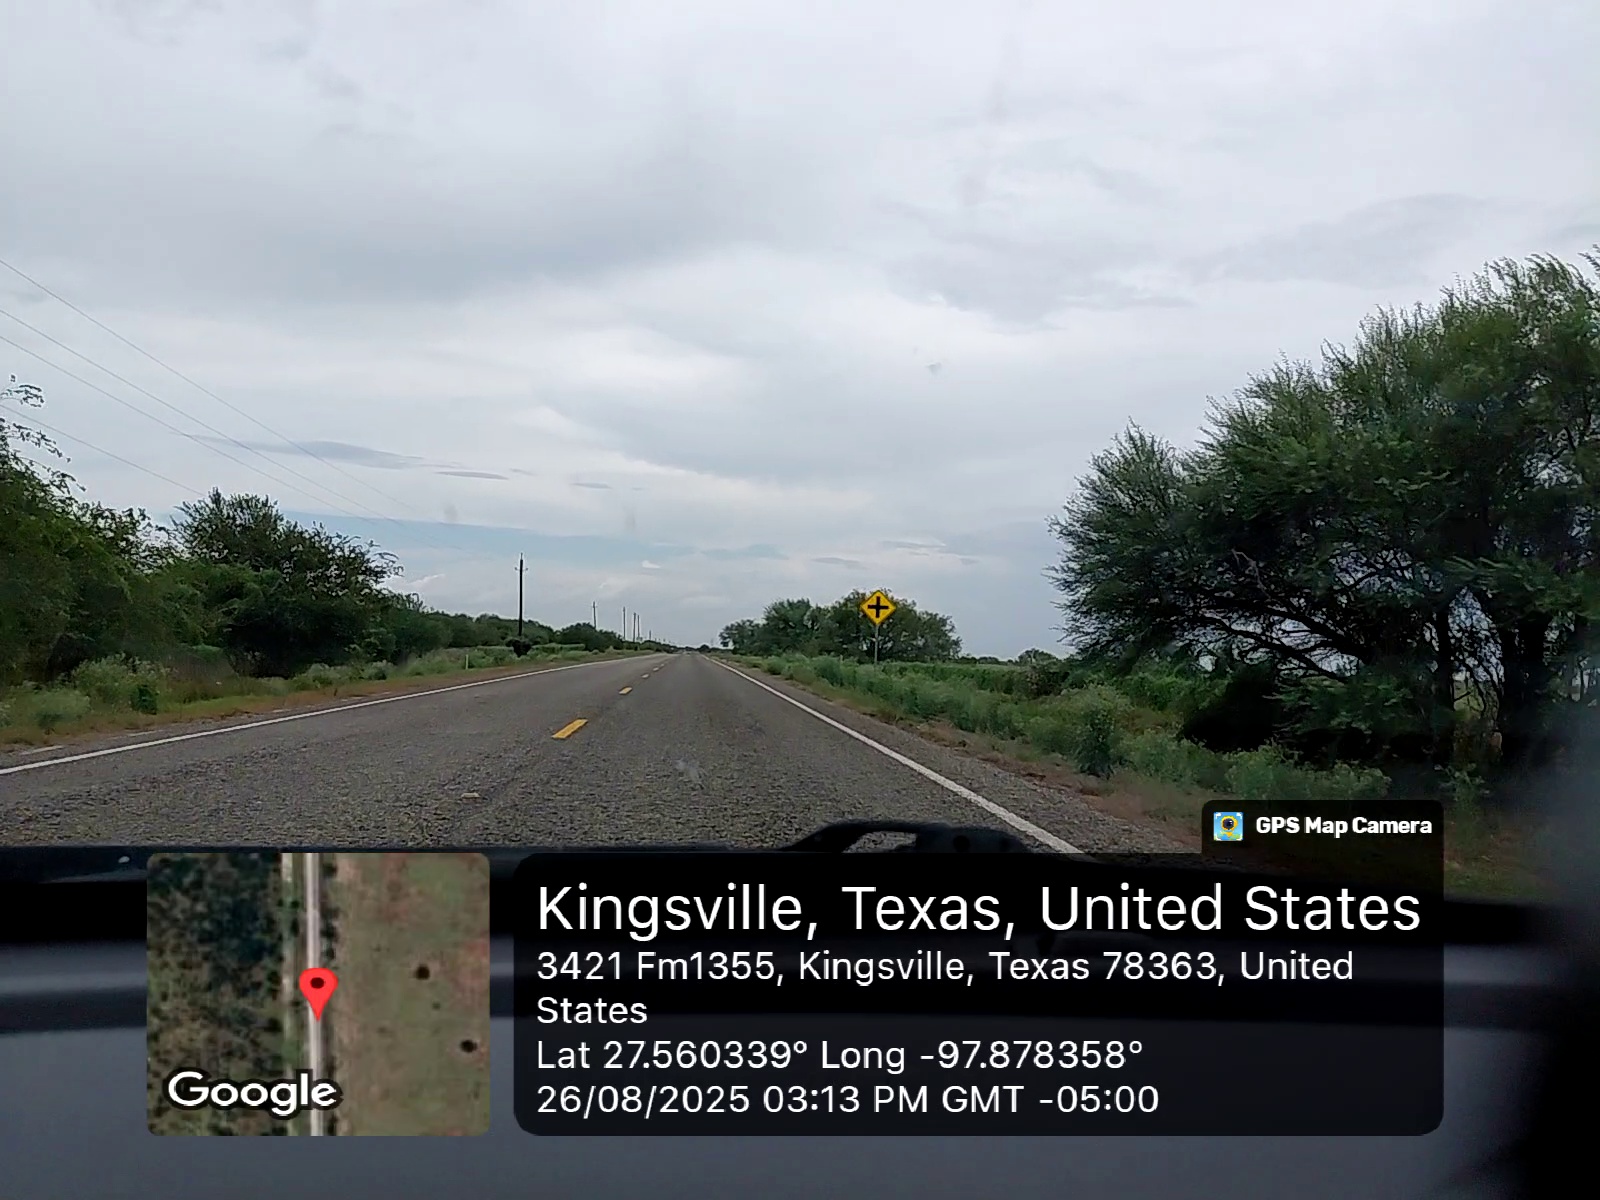 GPS Map Camera
Kingsville, Texas, United States
3421 Fm1355, Kingsville, Texas 78363, United
States
Lat 27.560339° Long -97.878358°
26/08/2025 03:13 PM GMT -05:00
Google